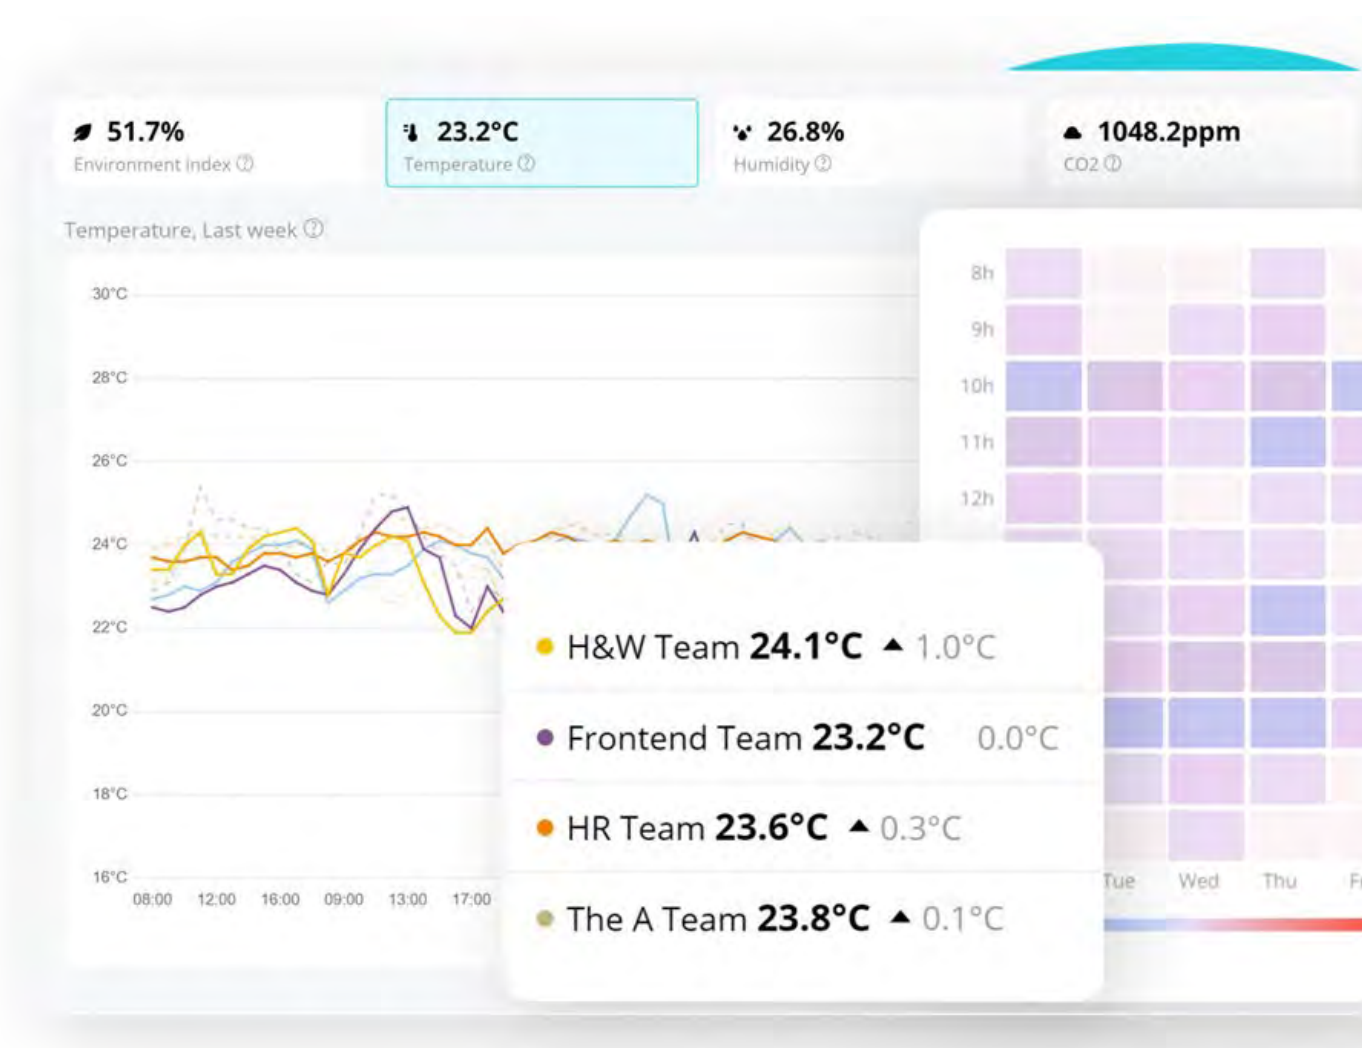 51.7%
Environment index ?
23.2°C
Temperature ?
26.8%
Humidity ?
1048.2ppm
CO2 ?
Temperature, Last week ?
30°C
28°C
26°C
24°C
22°C
20°C
18°C
16°C
08:00 12:00 16:00 09:00 13:00 17:00
8h
9h
10h
11h
12h
Tue Wed Thu
H&W Team 24.1°C ▲ 1.0°C
Frontend Team 23.2°C 0.0°C
HR Team 23.6°C ▲ 0.3°C
The A Team 23.8°C ▲ 0.1°C